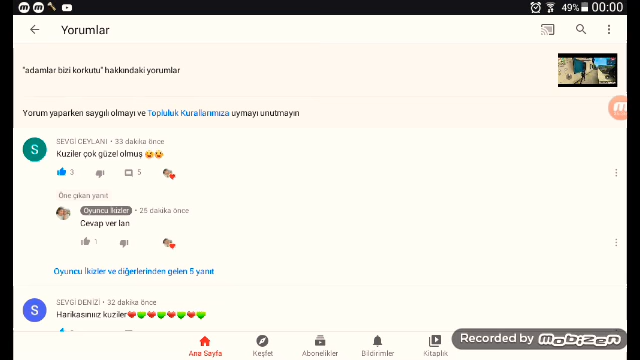 49% 00:00
Yorumlar
"adamlar bizi korkutu" hakkındaki yorumlar
Yorum yaparken saygılı olmayı ve Topluluk Kurallarımıza uymayı unutmayın
S
SEVGİ CEYLANI • 33 dakika önce
Kuziler çok güzel olmuş
3 5
Öne çıkan yanıt
Oyuncu İkizler • 25 dakika önce
Cevap ver lan
1
Oyuncu İkizler ve diğerlerinden gelen 5 yanıt
S
SEVGİ DENİZİ • 32 dakika önce
Harikasınıız kuziler
Ana Sayfa Keşfet Abonelikler Bildirimler Kitaplık
Recorded by MOBIZEN